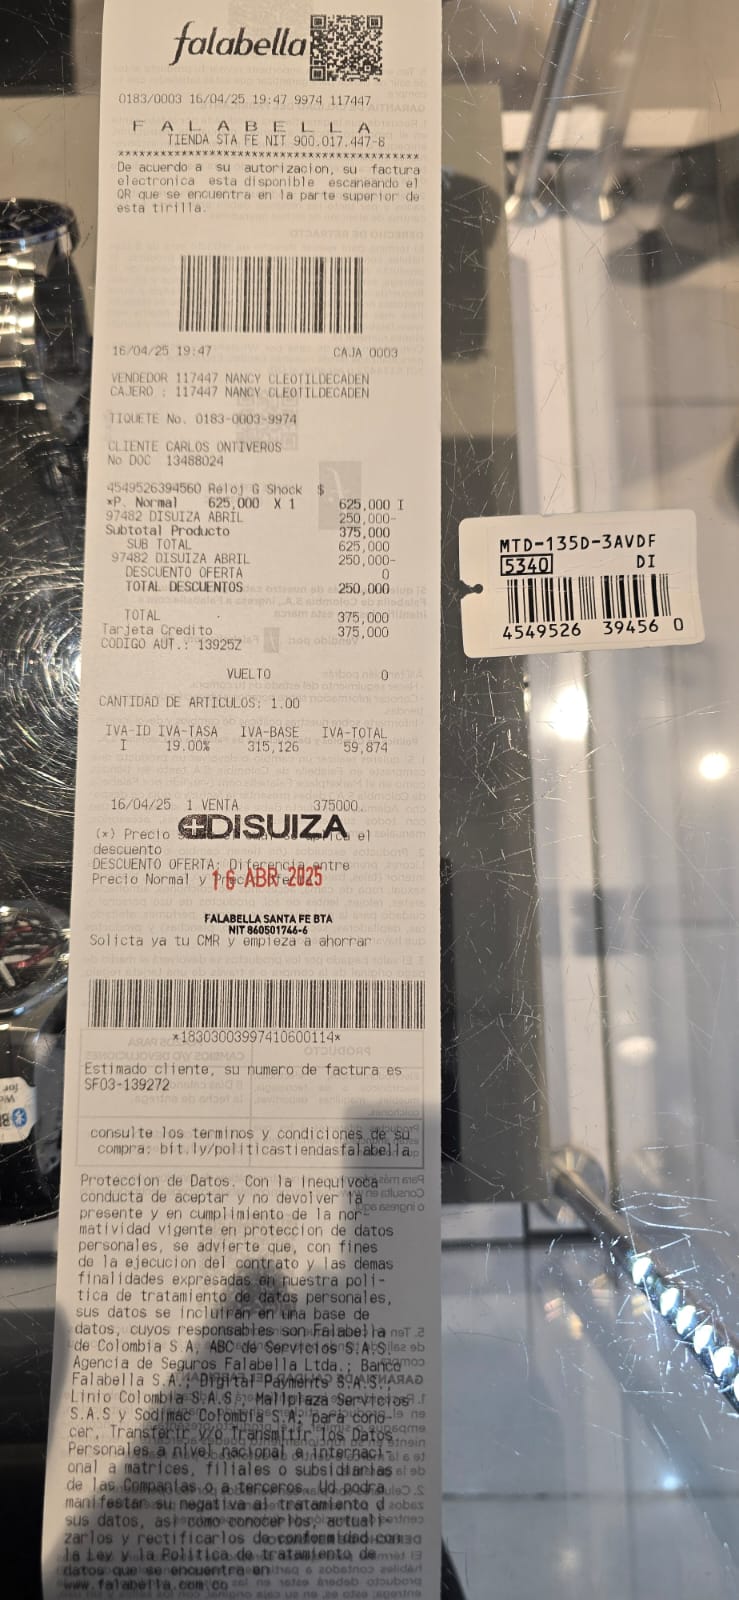 falabella
0183/0003 16/04/25 19:47 9974 117447
F A L A B E L L A
TIENDA STA FE NIT 900.017.447-8
De acuerdo a su autorizacion, su factura
electronica esta disponible escaneando el
QR que se encuentra en la parte superior de
esta tirilla.
16/04/25 19:47 CAJA 0003
VENDEDOR 117447 NANCY CLEOTILDECADEN
CAJERO : 117447 NANCY CLEOTILDECADEN
TIQUETE No. 0183-0003-9974
CLIENTE CARLOS ONTIVEROS
No DOC 13488024
4549526394560 Reloj G Shock $
*P. Normal 625,000 X 1 625,000 I
97482 DISUIZA ABRIL 250,000-
Subtotal Producto 375,000
SUB TOTAL 625,000
97482 DISUIZA ABRIL 250,000-
DESCUENTO OFERTA 0
TOTAL DESCUENTOS 250,000
TOTAL 375,000
Tarjeta Credito 375,000
CODIGO AUT.: 13925Z
VUELTO 0
CANTIDAD DE ARTICULOS: 1.00
IVA-ID IVA-TASA IVA-BASE IVA-TOTAL
I 19.00% 315,126 59,874
16/04/25 1 VENTA 375000
DISUIZA
(*) Precio el
descuento
DESCUENTO OFERTA: Diferencia entre
Precio Normal y
16 ABR 2025
FALABELLA SANTA FE BTA
NIT 860501746-6
Solicta ya tu CMR y empieza a ahorrar
*18303003997410600114*
Estimado cliente, su numero de factura es
SF03-139272
consulte los terminos y condiciones de su
compra: bit.ly/politicastiendasfalabella
Proteccion de Datos. Con la inequivoca
conducta de aceptar y no devolver la
presente y en cumplimiento de la nor-
matividad vigente en proteccion de datos
personales, se advierte que, con fines
de la ejecucion del contrato y las demas
finalidades expresadas en nuestra poli-
tica de tratamiento de datos personales,
sus datos se incluiran en una base de
datos, cuyos responsables son Falabella
de Colombia S.A, ABC de Servicios S.A.S,
Agencia de Seguros Falabella Ltda.; Banco
Falabella S.A.; Digital Payments S.A.S.;
Linio Colombia S.A.S., Mallplaza Servicios
S.A.S y Sodimac Colombia S.A; para cono-
cer, Transferir y/o Transmitir los Datos
Personales a nivel nacional o internaci-
onal a matrices, filiales o subsidiarias
de las Companias o a terceros. Ud podra
manifestar su negativa al tratamiento d
sus datos, asi como conocerlos, actuali
zarlos y rectificarlos de conformidad con
la Ley y la Politica de tratamiento de
datos que se encuentra en
www.falabella.com.co
MTD-135D-3AVDF
5340 DI
4549526 39456 0